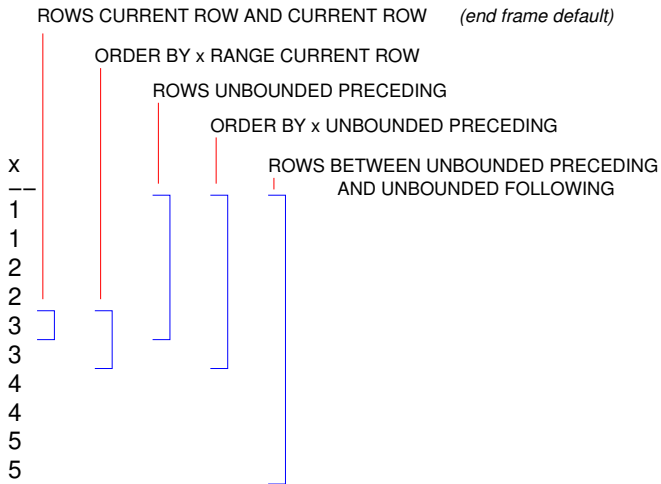 ROWS CURRENT ROW AND CURRENT ROW (end frame default)
ORDER BY x RANGE CURRENT ROW
ROWS UNBOUNDED PRECEDING
ORDER BY x UNBOUNDED PRECEDING
x
ROWS BETWEEN UNBOUNDED PRECEDING
AND UNBOUNDED FOLLOWING
__
1
1
2
2
3
3
4
4
5
5